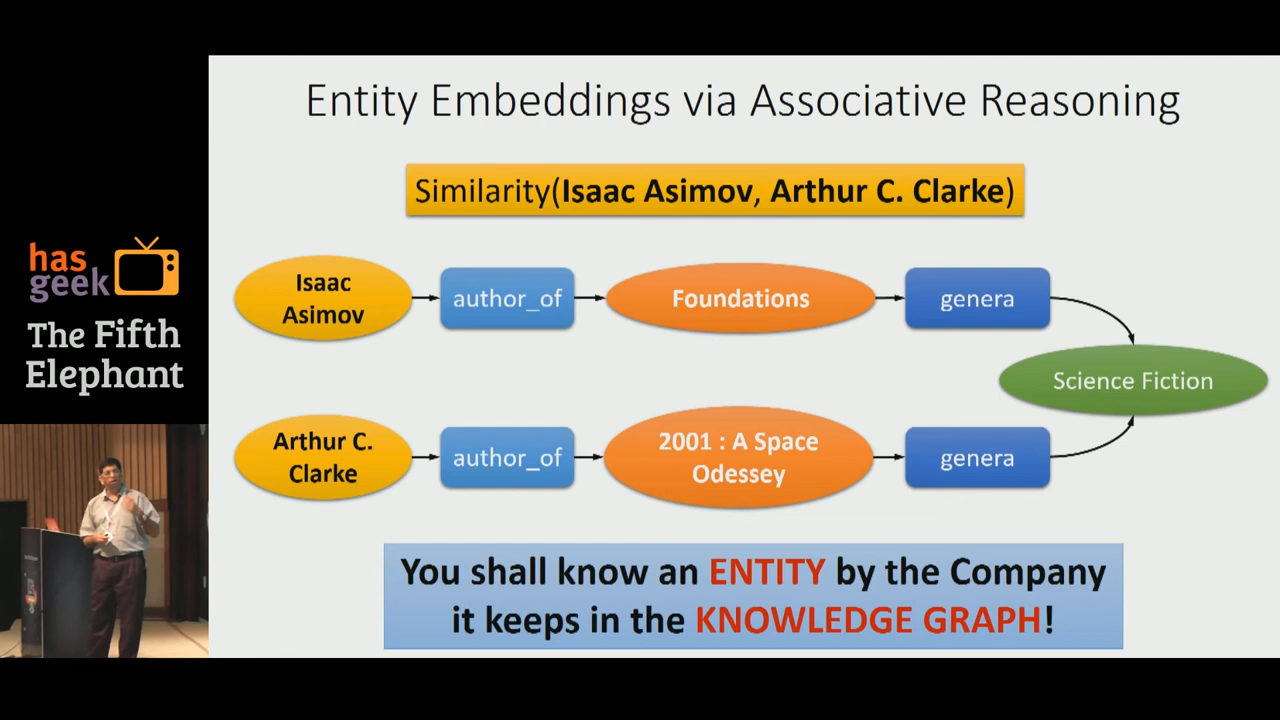 Entity Embeddings via Associative Reasoning
Similarity(Isaac Asimov, Arthur C. Clarke)
has
geek
The Fifth
Elephant
Isaac
Asimov
author_of
Foundations
genera
Science Fiction
Arthur C.
Clarke
author_of
2001 : A Space
Odessey
genera
You shall know an ENTITY by the Company
it keeps in the KNOWLEDGE GRAPH!